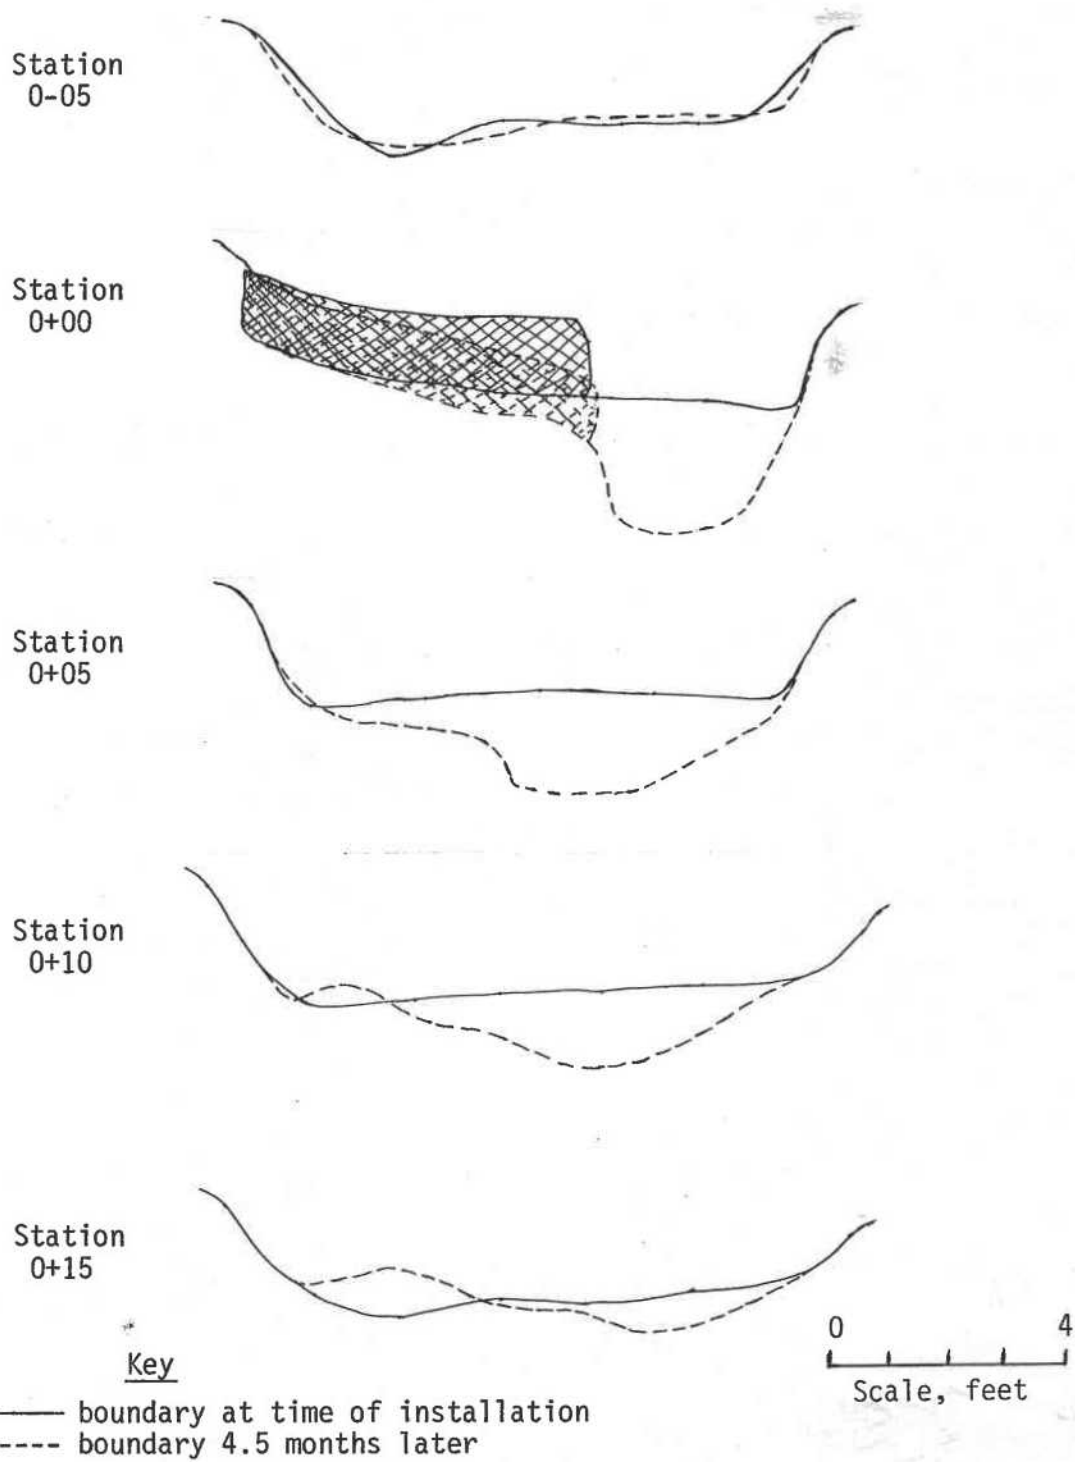 Station
0-05
Station
0+00
Station
0+05
Station
0+10
Station
0+15
0 4
Scale, feet
Key
boundary at time of installation
boundary 4.5 months later